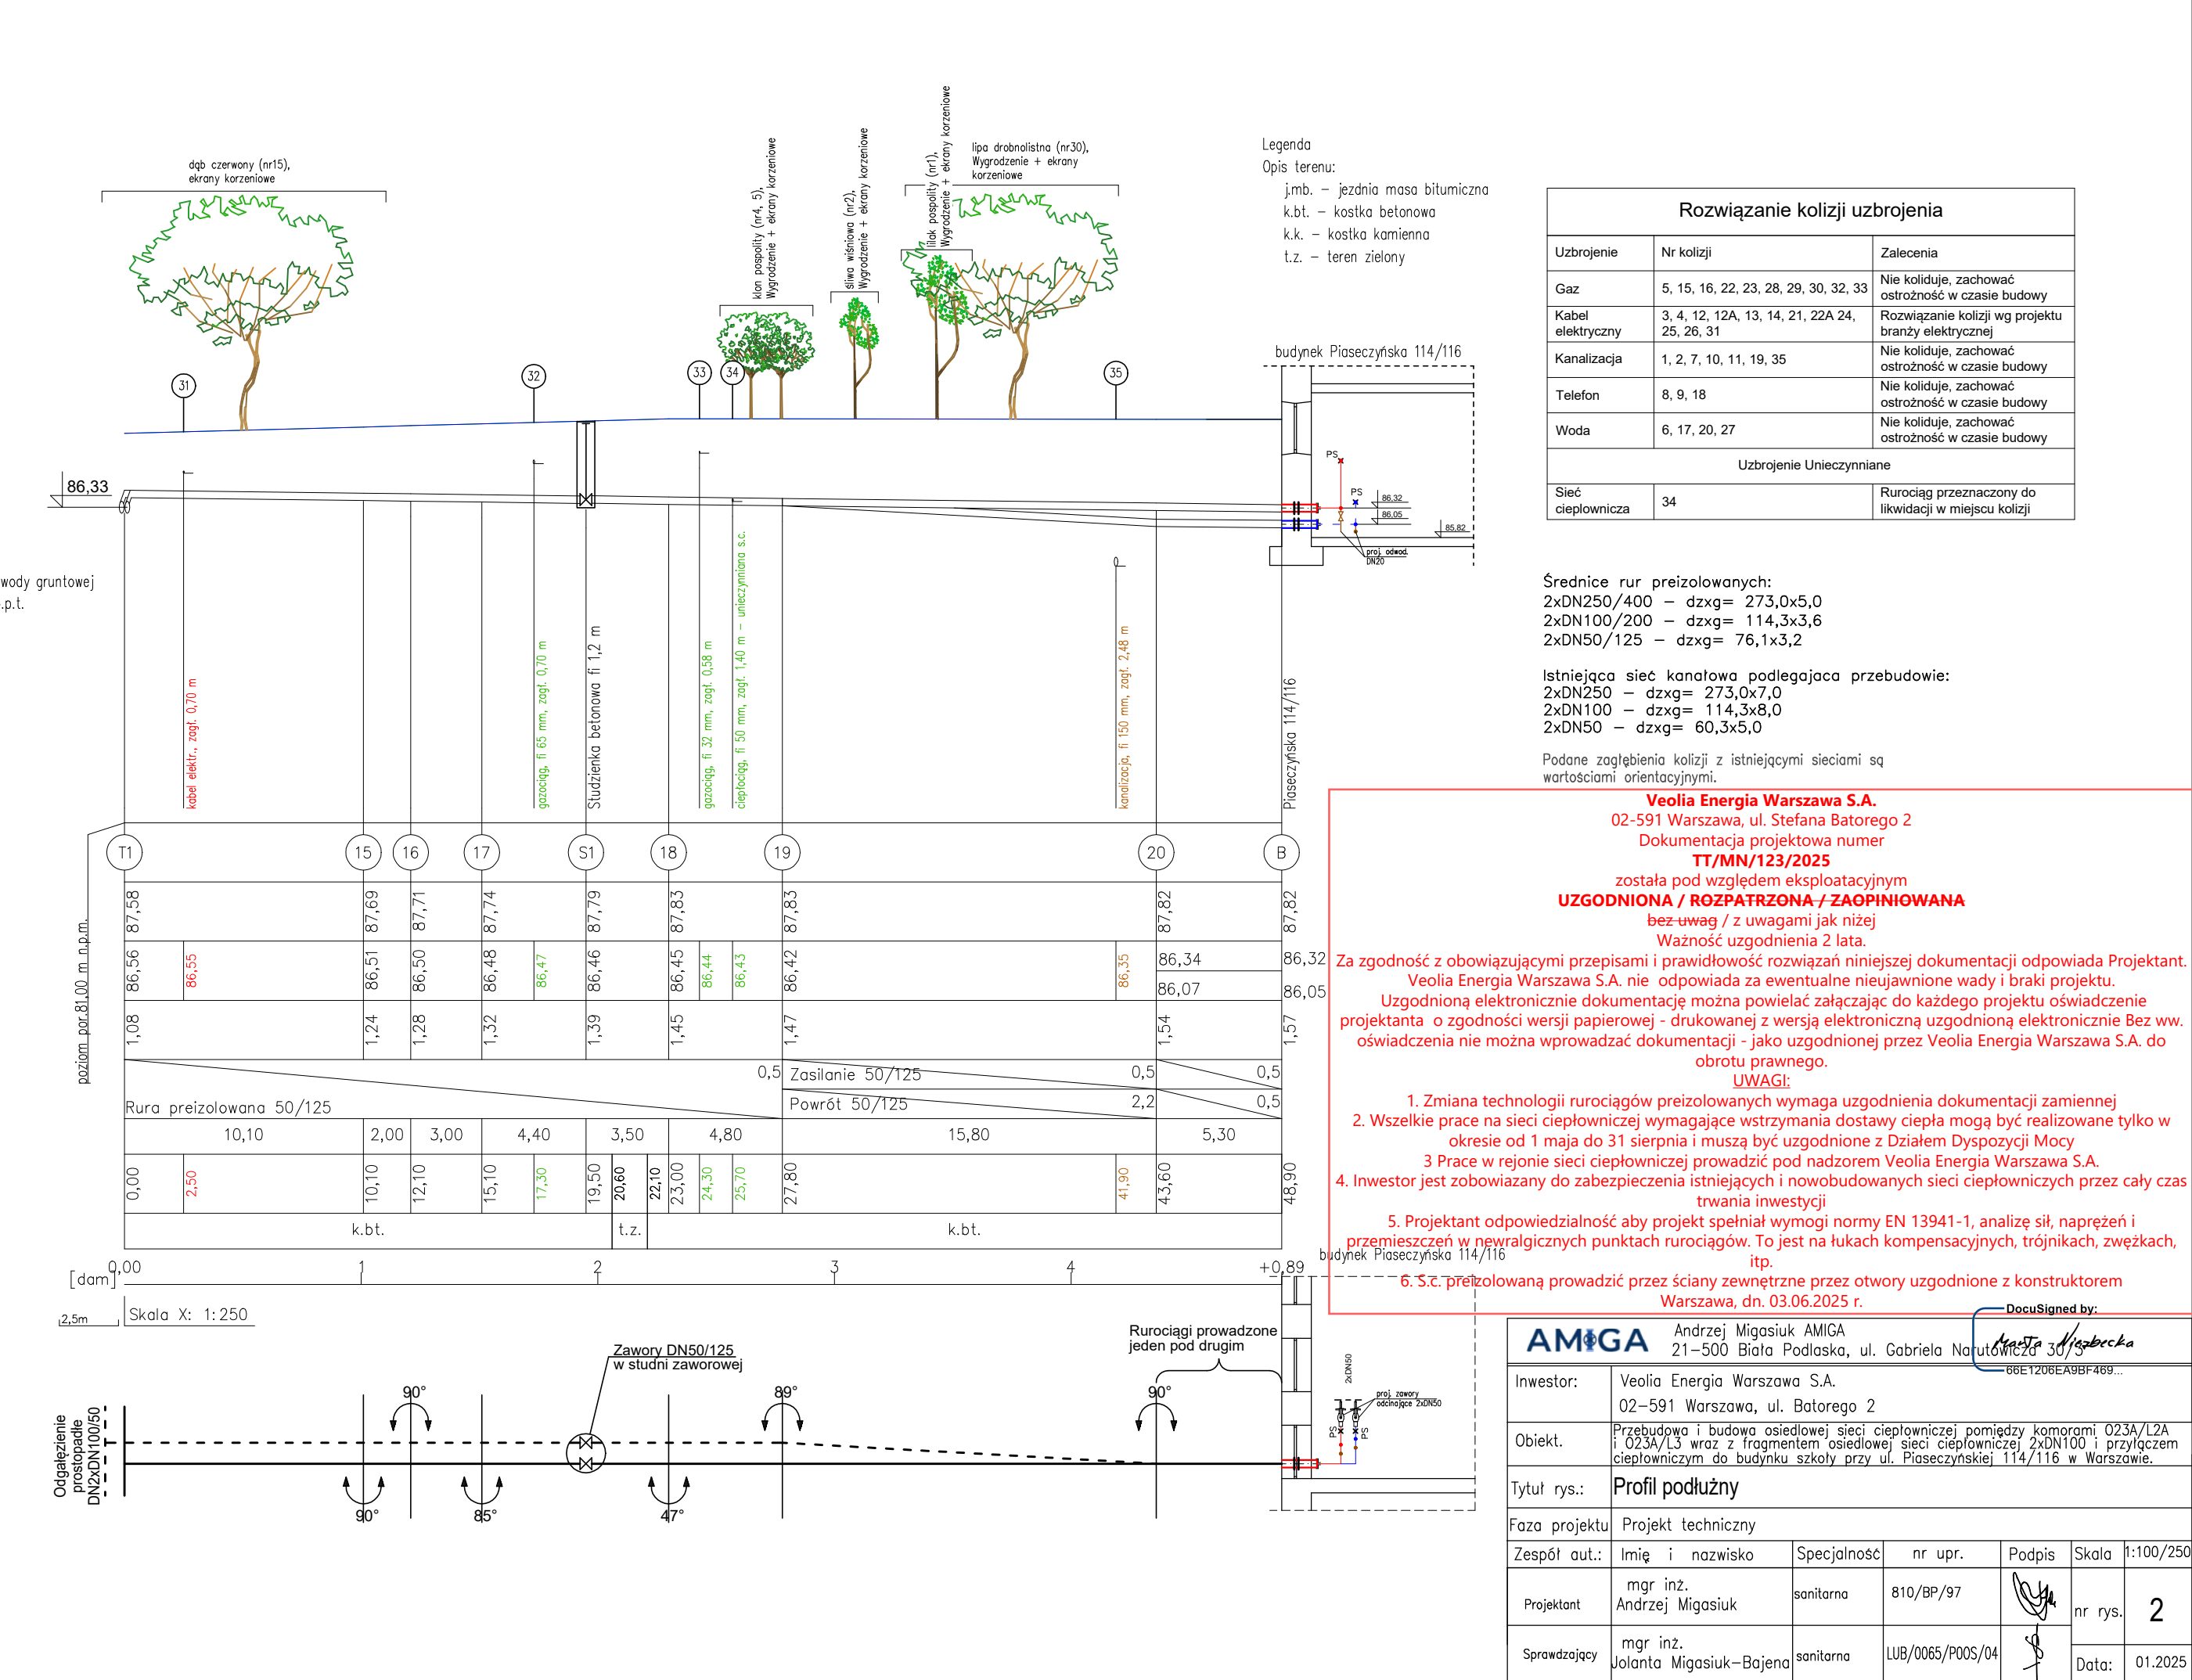 dąb czerwony (nr15),
ekrany korzeniowe
klon pospolity (nr4, 5),
Wygrodzenie + ekrany korzeniowe
śliwa wiśniowa (nr2),
Wygrodzenie + ekrany korzeniowe
lilak pospolity (nr1),
Wygrodzenie + ekrany korzeniowe
lipa drobnolistna (nr30),
Wygrodzenie + ekrany
korzeniowe
31
32
33
34
35
86,33
wody gruntowej
.p.t.
Legenda
Opis terenu:
j.mb. – jezdnia masa bitumiczna
k.bt. – kostka betonowa
k.k. – kostka kamienna
t.z. – teren zielony
budynek Piaseczyńska 114/116
PS
PS
86,32
86,05
85,82
proj. odwod.
DN20
Rozwiązanie kolizji uzbrojenia
Uzbrojenie Nr kolizji Zalecenia
Gaz 5, 15, 16, 22, 23, 28, 29, 30, 32, 33 Nie koliduje, zachować
ostrożność w czasie budowy
Kabel elektryczny 3, 4, 12, 12A, 13, 14, 21, 22A 24, Rozwiązanie kolizji wg projektu
25, 26, 31 branży elektrycznej
Kanalizacja 1, 2, 7, 10, 11, 19, 35 Nie koliduje, zachować
ostrożność w czasie budowy
Telefon 8, 9, 18 Nie koliduje, zachować
ostrożność w czasie budowy
Woda 6, 17, 20, 27 Nie koliduje, zachować
ostrożność w czasie budowy
Uzbrojenie Unieczynniane
Sieć cieplownicza 34 Rurociąg przeznaczony do
likwidacji w miejscu kolizji
Średnice rur preizolowanych:
2xDN250/400 – dzxg= 273,0x5,0
2xDN100/200 – dzxg= 114,3x3,6
2xDN50/125 – dzxg= 76,1x3,2
Istniejąca sieć kanałowa podlegajaca przebudowie:
2xDN250 – dzxg= 273,0x7,0
2xDN100 – dzxg= 114,3x8,0
2xDN50 – dzxg= 60,3x5,0
Podane zagłębienia kolizji z istniejącymi sieciami są
wartościami orientacyjnymi.
kabel elektr., zagł. 0,70 m
gazociąg, fi 65 mm, zagł. 0,70 m
Studzienka betonowa fi 1,2 m
gazociąg, fi 32 mm, zagł. 0,58 m
ciepłociąg, fi 50 mm, zagł. 1,40 m – unieczynniana s.c.
kanalizacja, fi 150 mm, zagł. 2,48 m
Piaseczyńska 114/116
poziom por.81,00 m n.p.m.
T1 15 16 17 S1 18 19 20 B
87,58 87,69 87,71 87,74 87,79 87,83 87,83 87,82 87,82
86,56 86,55 86,51 86,50 86,48 86,47 86,46 86,45 86,44 86,43 86,42 86,35 86,34 86,32
86,07 86,05
1,08 1,24 1,28 1,32 1,39 1,45 1,47 1,54 1,57
0,5 Zasilanie 50/125 0,5 0,5
Rura preizolowana 50/125 Powrót 50/125 2,2 0,5
10,10 2,00 3,00 4,40 3,50 4,80 15,80 5,30
0,00 2,50 10,10 12,10 15,10 17,30 19,50 20,60 22,10 23,00 24,30 25,70 27,80 41,90 43,60 48,90
k.bt. t.z. k.bt.
[dam] 0,00 1 2 3 4 +0,89
2,5m Skala X: 1:250
Veolia Energia Warszawa S.A.
02-591 Warszawa, ul. Stefana Batorego 2
Dokumentacja projektowa numer
TT/MN/123/2025
została pod względem eksploatacyjnym
UZGODNIONA / ROZPATRZONA / ZAOPINIOWANA
bez uwag / z uwagami jak niżej
Ważność uzgodnienia 2 lata.
Za zgodność z obowiązującymi przepisami i prawidłowość rozwiązań niniejszej dokumentacji odpowiada Projektant.
Veolia Energia Warszawa S.A. nie odpowiada za ewentualne nieujawnione wady i braki projektu.
Uzgodnioną elektronicznie dokumentację można powielać załączając do każdego projektu oświadczenie
projektanta o zgodności wersji papierowej - drukowanej z wersją elektroniczną uzgodnioną elektronicznie Bez ww.
oświadczenia nie można wprowadzać dokumentacji - jako uzgodnionej przez Veolia Energia Warszawa S.A. do
obrotu prawnego.
UWAGI:
1. Zmiana technologii rurociągów preizolowanych wymaga uzgodnienia dokumentacji zamiennej
2. Wszelkie prace na sieci ciepłowniczej wymagające wstrzymania dostawy ciepła mogą być realizowane tylko w
okresie od 1 maja do 31 sierpnia i muszą być uzgodnione z Działem Dyspozycji Mocy
3 Prace w rejonie sieci ciepłowniczej prowadzić pod nadzorem Veolia Energia Warszawa S.A.
4. Inwestor jest zobowiazany do zabezpieczenia istniejących i nowobudowanych sieci ciepłowniczych przez cały czas
trwania inwestycji
5. Projektant odpowiedzialność aby projekt spełniał wymogi normy EN 13941-1, analizę sił, naprężeń i
przemieszczeń w newralgicznych punktach rurociągów. To jest na łukach kompensacyjnych, trójnikach, zwężkach,
itp.
6. S.c. preizolowaną prowadzić przez ściany zewnętrzne przez otwory uzgodnione z konstruktorem
Warszawa, dn. 03.06.2025 r.
budynek Piaseczyńska 114/116
Odgałęzienie
prostopadłe
DN2xDN100/50
90°
90°
85°
Zawory DN50/125
w studni zaworowej
47°
89°
Rurociągi prowadzone
jeden pod drugim
90°
2xDN50
proj. zawory
odcinające 2xDN50
PS
PS
DocuSigned by:
Marta Niezbecka
66E1206EA9BF469...
AMIGA
Andrzej Migasiuk AMIGA
21–500 Biała Podlaska, ul. Gabriela Narutowicza 30/3
Inwestor: Veolia Energia Warszawa S.A.
02–591 Warszawa, ul. Batorego 2
Obiekt. Przebudowa i budowa osiedlowej sieci ciepłowniczej pomiędzy komorami O23A/L2A
i O23A/L3 wraz z fragmentem osiedlowej sieci ciepłowniczej 2xDN100 i przyłączem
ciepłowniczym do budynku szkoły przy ul. Piaseczyńskiej 114/116 w Warszawie.
Tytuł rys.: Profil podłużny
Faza projektu Projekt techniczny
Zespół aut.: Imię i nazwisko Specjalność nr upr. Podpis Skala 1:100/250
Projektant mgr inż.
Andrzej Migasiuk sanitarna 810/BP/97 nr rys. 2
Sprawdzający mgr inż.
Jolanta Migasiuk–Bajena sanitarna LUB/0065/POOS/04 Data: 01.2025